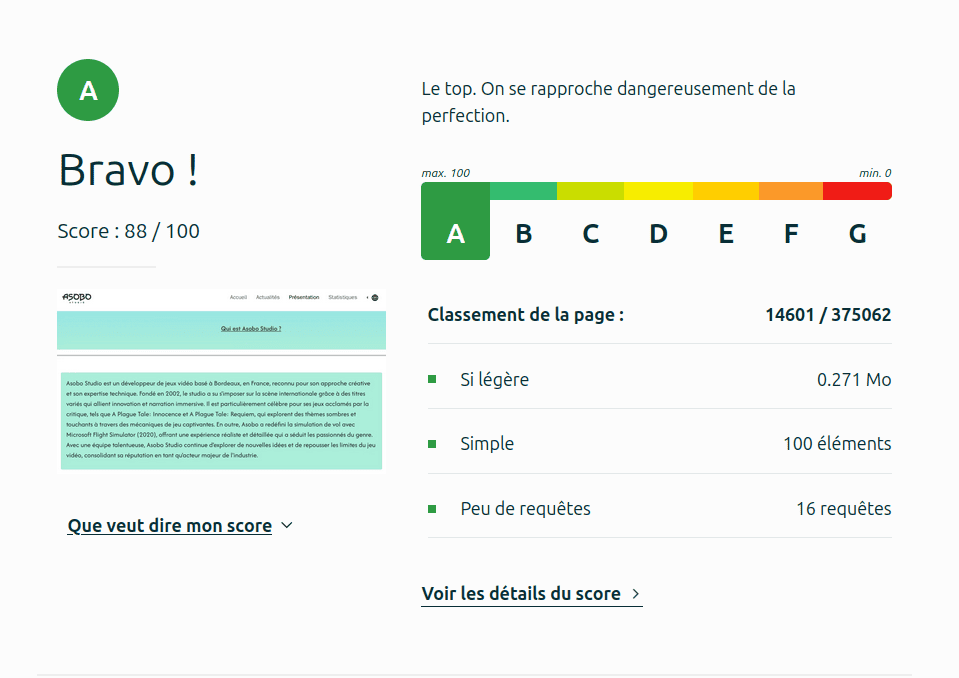 A
Bravo !
Score : 88 / 100
ASOBO
STUDIO
Accueil Actualités Présentation Statistiques
Qui est Asobo Studio ?
Asobo Studio est un développeur de jeux vidéo basé à Bordeaux, en France, reconnu pour son approche créative
et son expertise technique. Fondé en 2002, le studio a su s'imposer sur la scène internationale grâce à des titres
variés qui allient innovation et narration immersive. Il est particulièrement célèbre pour ses jeux acclamés par la
critique, tels que A Plague Tale: Innocence et A Plague Tale: Requiem, qui explorent des thèmes sombres et
touchants à travers des mécaniques de jeu captivantes. En outre, Asobo a redéfini la simulation de vol avec
Microsoft Flight Simulator (2020), offrant une expérience réaliste et détaillée qui a séduit les passionnés du genre.
Avec une équipe talentueuse, Asobo Studio continue d'explorer de nouvelles idées et de repousser les limites du jeu
vidéo, consolidant sa réputation en tant qu'acteur majeur de l'industrie.
Que veut dire mon score
Le top. On se rapproche dangereusement de la
perfection.
max. 100 min. 0
A B C D E F G
Classement de la page : 14601 / 375062
Si légère 0.271 Mo
Simple 100 éléments
Peu de requêtes 16 requêtes
Voir les détails du score